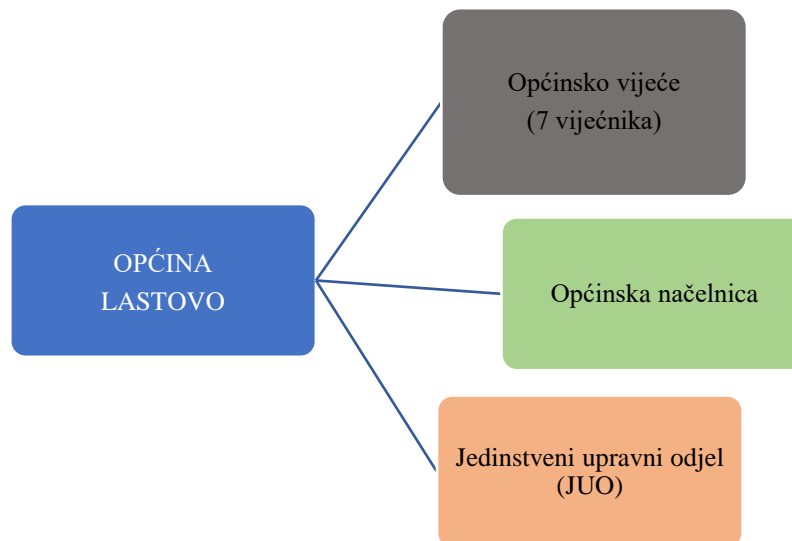 Općinsko vijeće
(7 vijećnika)
OPĆINA
LASTOVO
Općinska načelnica
Jedinstveni upravni odjel
(JUO)